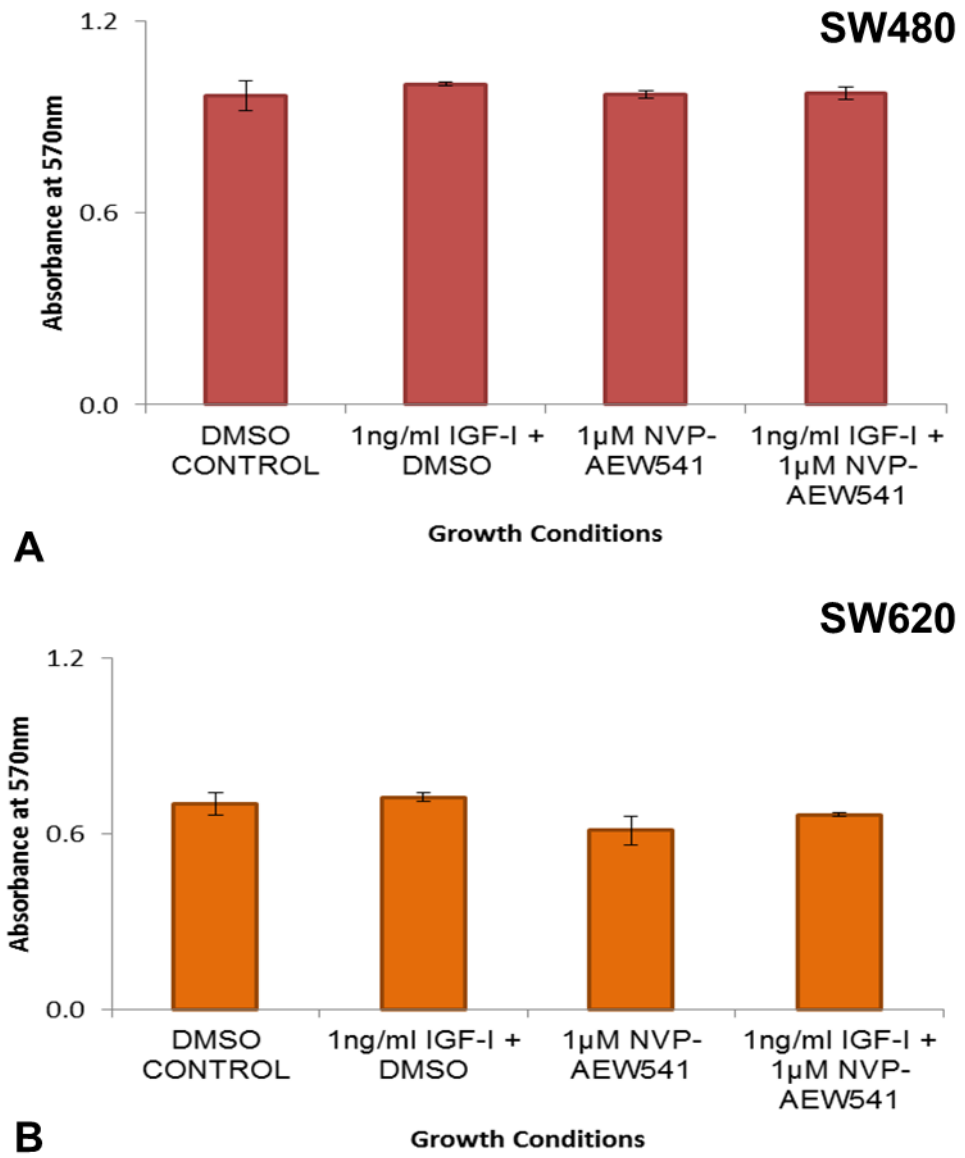 SW480
1.2
0.6
0.0
Absorbance at 570nm
DMSO
CONTROL
1ng/ml IGF-I +
DMSO
1µM NVP-
AEW541
1ng/ml IGF-I +
1µM NVP-
AEW541
Growth Conditions
A
SW620
1.2
0.6
0.0
Absorbance at 570nm
DMSO
CONTROL
1ng/ml IGF-I +
DMSO
1µM NVP-
AEW541
1ng/ml IGF-I +
1µM NVP-
AEW541
Growth Conditions
B